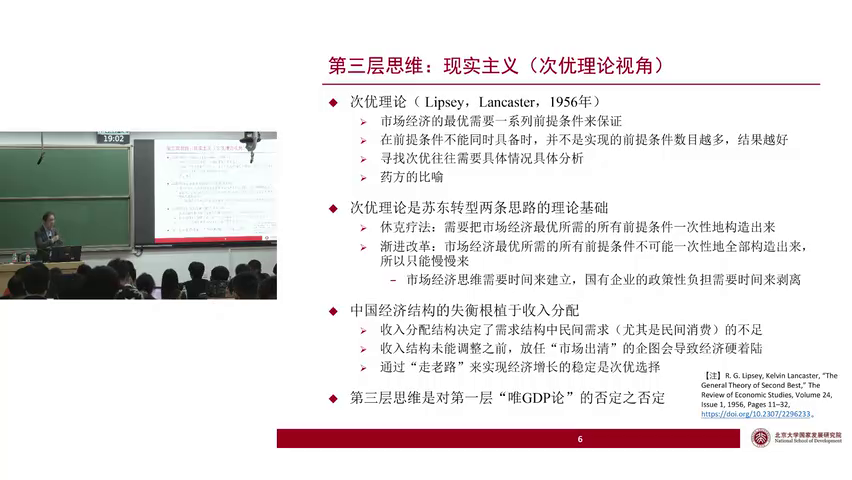 第三层思维：现实主义（次优理论视角）
19:02
第三层思维：现实主义（次优理论视角）
◆ 次优理论（ Lipsey，Lancaster，1956年）
➢ 市场经济的最优需要一系列前提条件来保证
➢ 在前提条件不能同时具备时，并不是实现的前提条件数目越多，结果越好
➢ 寻找次优往往需要具体情况具体分析
➢ 药方的比喻
◆ 次优理论是苏东转型两条思路的理论基础
➢ 休克疗法：需要把市场经济最优所需的所有前提条件一次性地构造出来
➢ 渐进改革：市场经济最优所需的所有前提条件不可能一次性地全部构造出来，
所以只能慢慢来
– 市场经济思维需要时间来建立，国有企业的政策性负担需要时间来剥离
◆ 中国经济结构的失衡根植于收入分配
➢ 收入分配结构决定了需求结构中民间需求（尤其是民间消费）的不足
➢ 收入结构未能调整之前，放任“市场出清”的企图会导致经济硬着陆
➢ 通过“走老路”来实现经济增长的稳定是次优选择
◆ 第三层思维是对第一层“唯GDP论”的否定之否定
【注】R. G. Lipsey, Kelvin Lancaster, “The
General Theory of Second Best,” The
Review of Economic Studies, Volume 24,
Issue 1, 1956, Pages 11–32,
https://doi.org/10.2307/2296233。
6
北京大学国家发展研究院
National School of Development